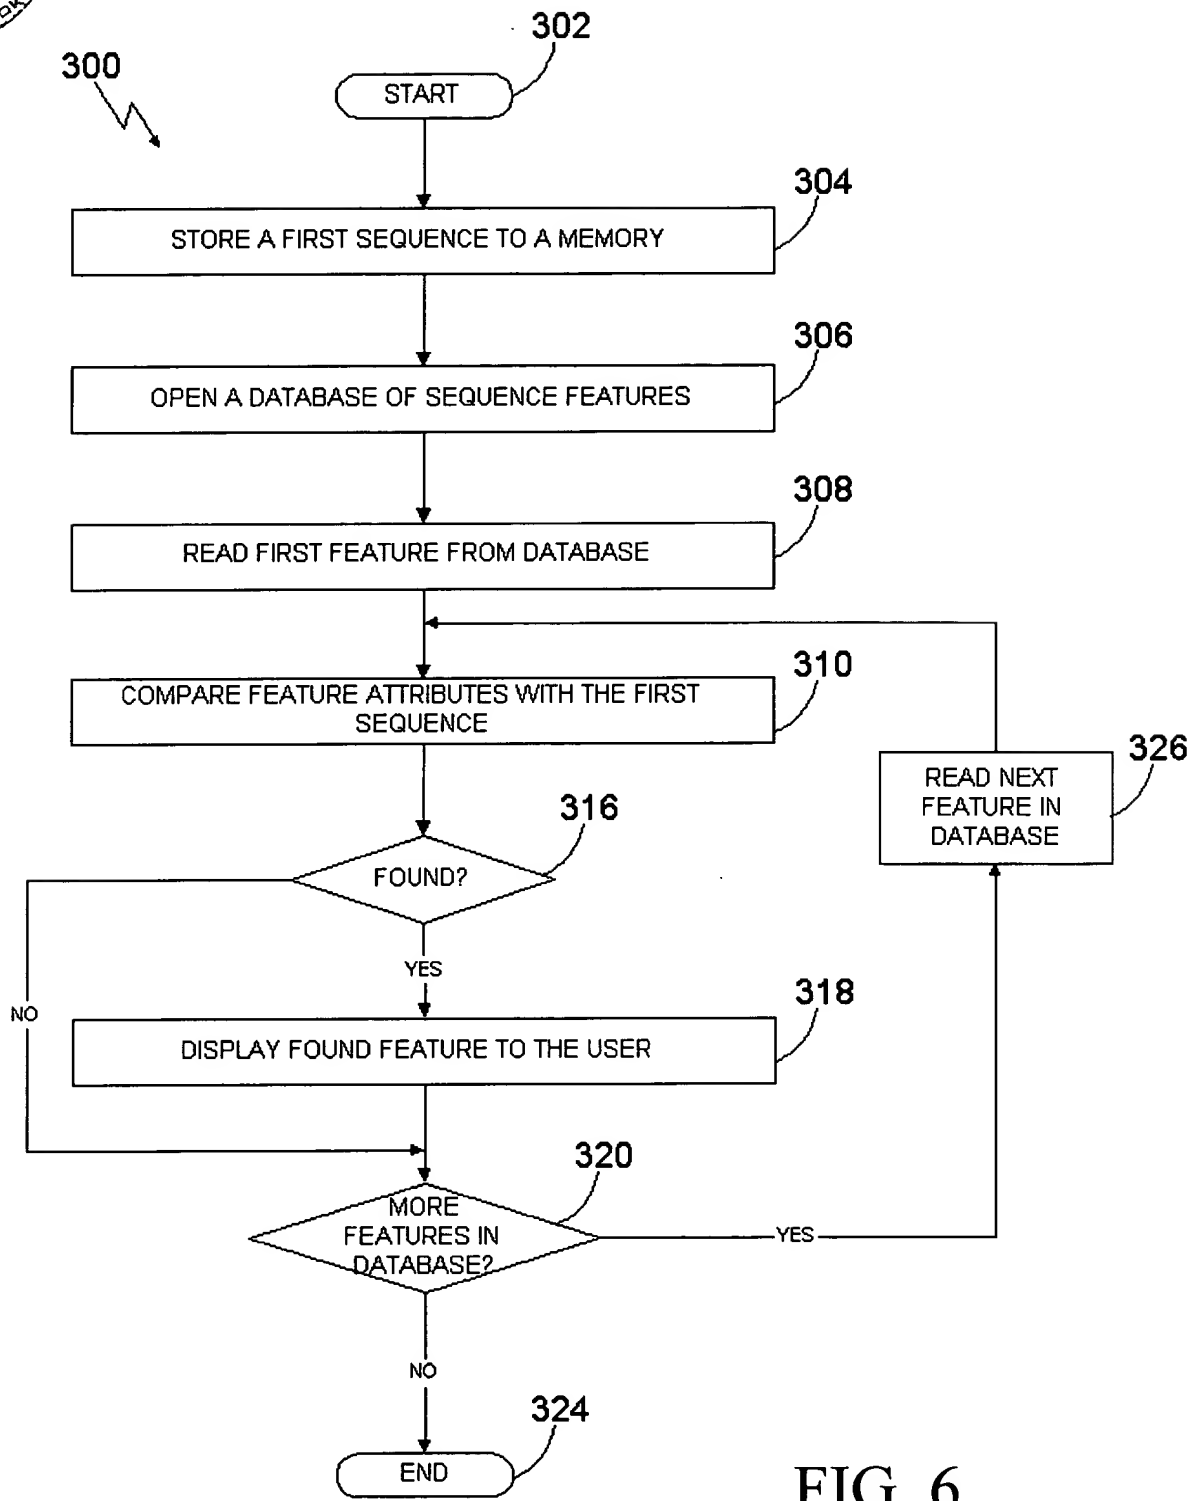 302
300
START
304
STORE A FIRST SEQUENCE TO A MEMORY
306
OPEN A DATABASE OF SEQUENCE FEATURES
308
READ FIRST FEATURE FROM DATABASE
310
COMPARE FEATURE ATTRIBUTES WITH THE FIRST
SEQUENCE
326
READ NEXT
FEATURE IN
DATABASE
316
FOUND?
YES
NO
318
DISPLAY FOUND FEATURE TO THE USER
320
MORE
FEATURES IN
DATABASE?
YES
NO
324
END
FIG. 6